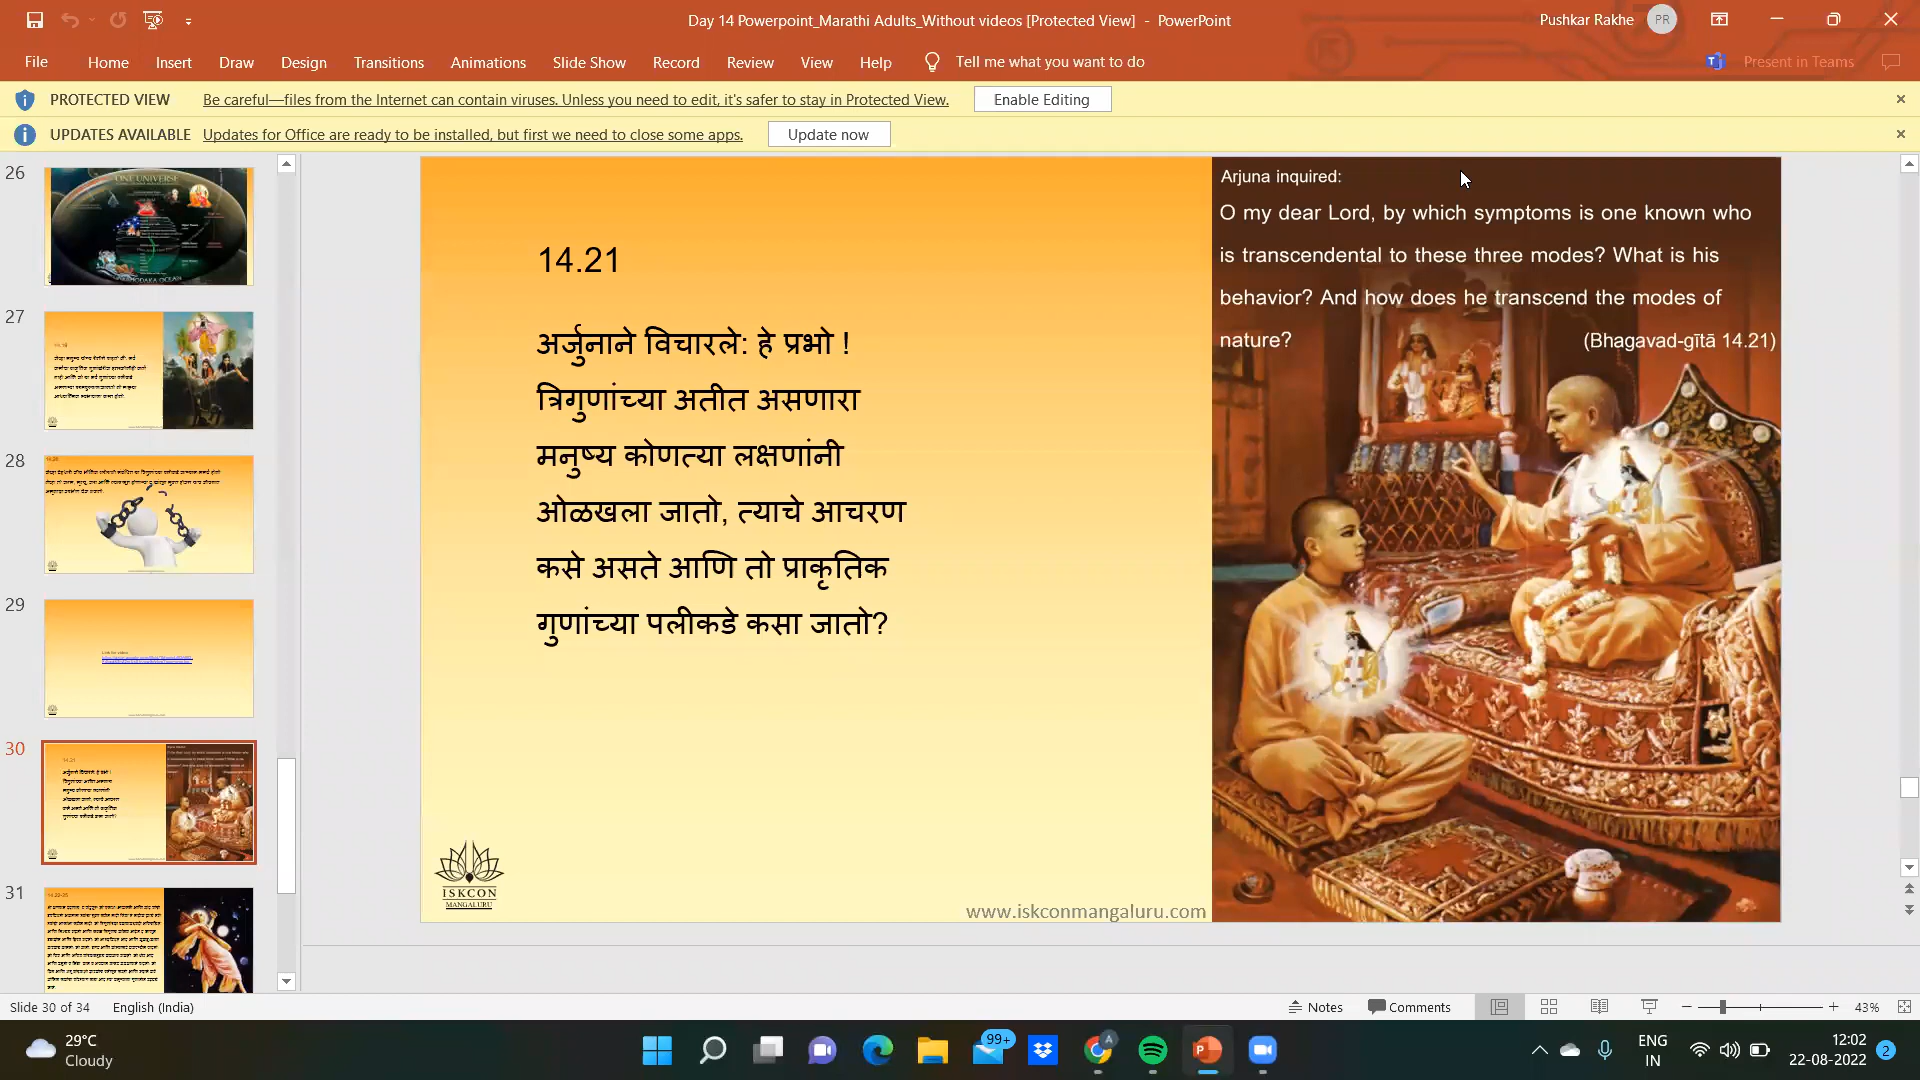 Day 14 Powerpoint_Marathi Adults_Without videos [Protected View] - PowerPoint
Pushkar Rakhe
PR
File
Home
Insert
Draw
Design
Transitions
Animations
Slide Show
Record
Review
View
Help
Tell me what you want to do
Present in Teams
PROTECTED VIEW
Be careful—files from the Internet can contain viruses. Unless you need to edit, it's safer to stay in Protected View.
Enable Editing
UPDATES AVAILABLE
Updates for Office are ready to be installed, but first we need to close some apps.
Update now
26
ONE UNIVERSE
27
28
29
30
31
14.21
अर्जुनाने विचारले: हे प्रभो !
त्रिगुणांच्या अतीत असणारा
मनुष्य कोणत्या लक्षणांनी
ओळखला जातो, त्याचे आचरण
कसे असते आणि तो प्राकृतिक
गुणांच्या पलीकडे कसा जातो?
ISKCON
MANGALURU
www.iskconmangaluru.com
Arjuna inquired:
O my dear Lord, by which symptoms is one known who
is transcendental to these three modes? What is his
behavior? And how does he transcend the modes of
nature? (Bhagavad-gītā 14.21)
Slide 30 of 34
English (India)
Notes
Comments
43%
29°C
Cloudy
99+
A
ENG
IN
12:02
22-08-2022
2